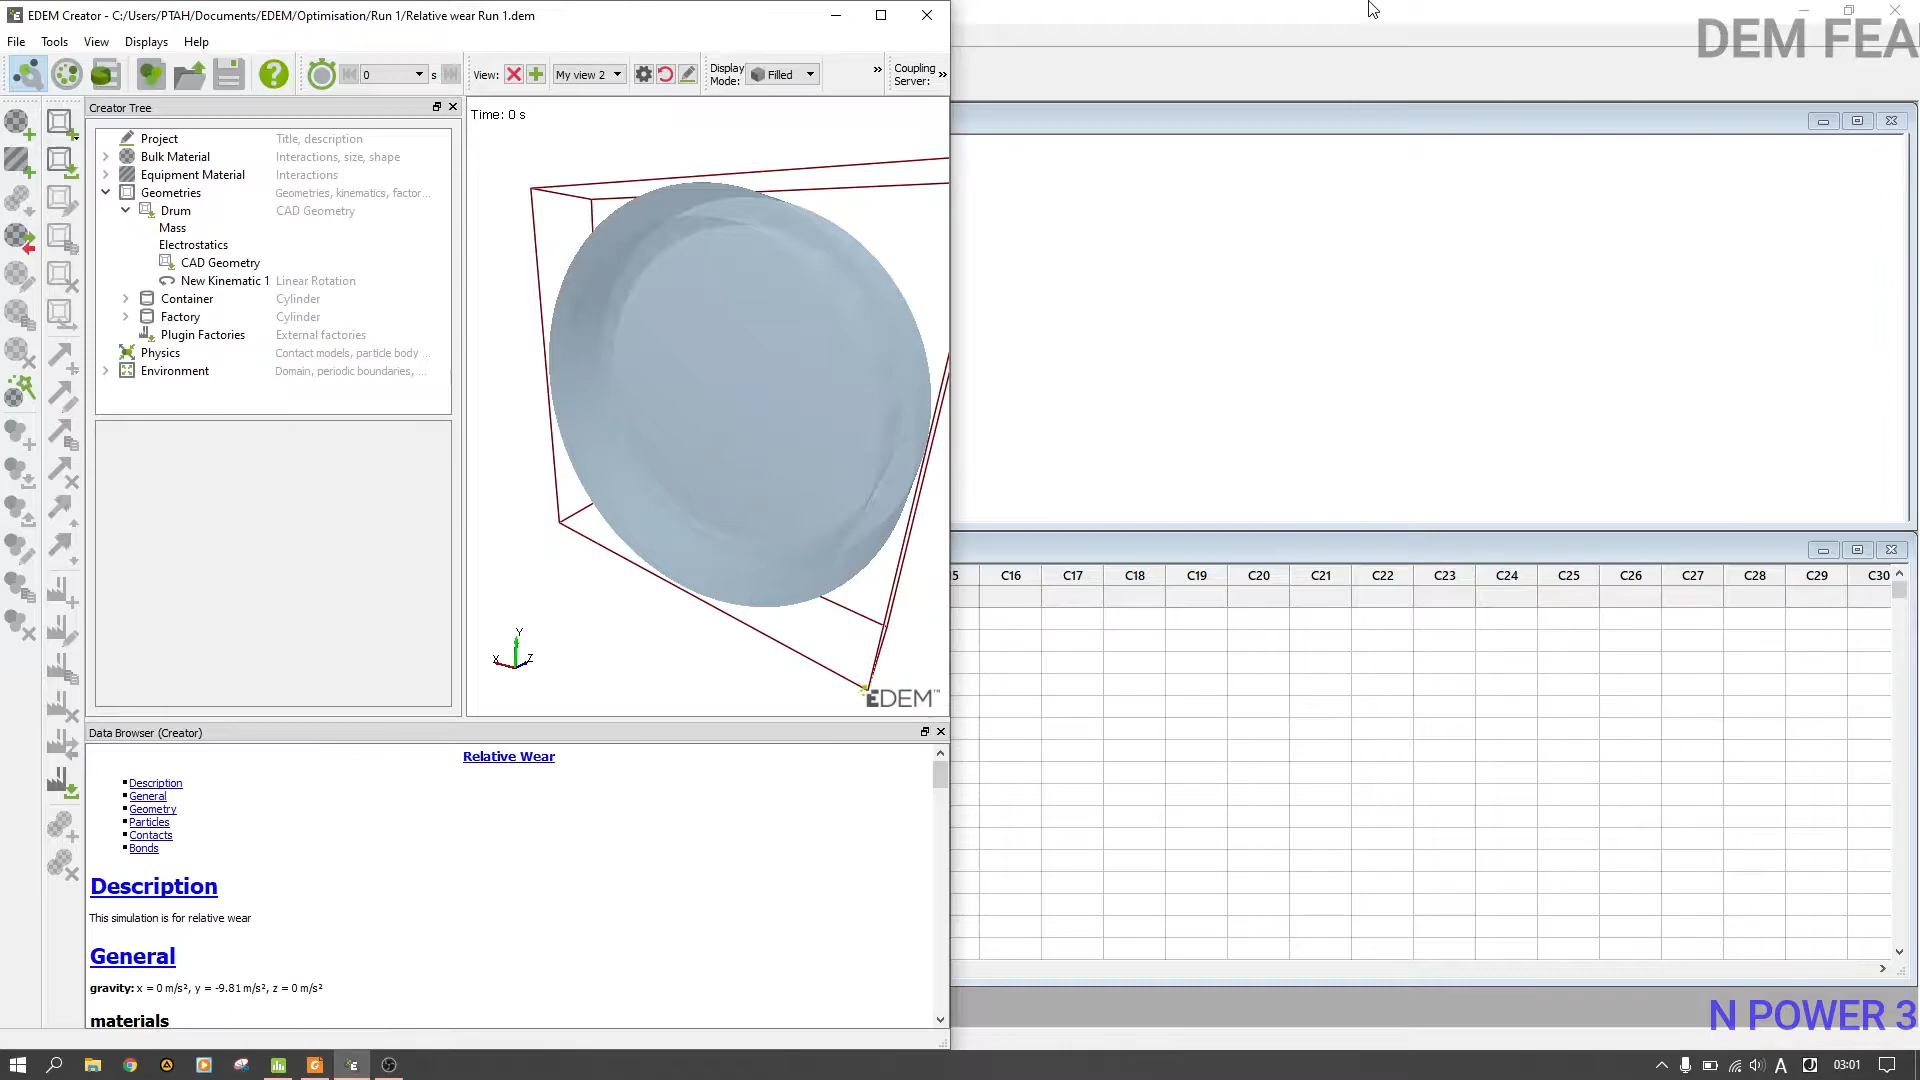 EDEM Creator - C:/Users/PTAH/Documents/EDEM/Optimisation/Run 1/Relative wear Run 1.dem
DEM FEA
File Tools View Displays Help
0 s View: My view 2 Display Mode: Filled » Coupling Server: »
Creator Tree
Time: 0 s
Project Title, description
Bulk Material Interactions, size, shape
Equipment Material Interactions
Geometries Geometries, kinematics, factor...
Drum CAD Geometry
Mass
Electrostatics
CAD Geometry
New Kinematic 1 Linear Rotation
Container Cylinder
Factory Cylinder
Plugin Factories External factories
Physics Contact models, particle body ...
Environment Domain, periodic boundaries, ...
Y
X Z
EDEM™
5 C16 C17 C18 C19 C20 C21 C22 C23 C24 C25 C26 C27 C28 C29 C30
Data Browser (Creator)
Relative Wear
Description
General
Geometry
Particles
Contacts
Bonds
Description
This simulation is for relative wear
General
gravity: x = 0 m/s², y = -9.81 m/s², z = 0 m/s²
materials
N POWER 3
A 03:01